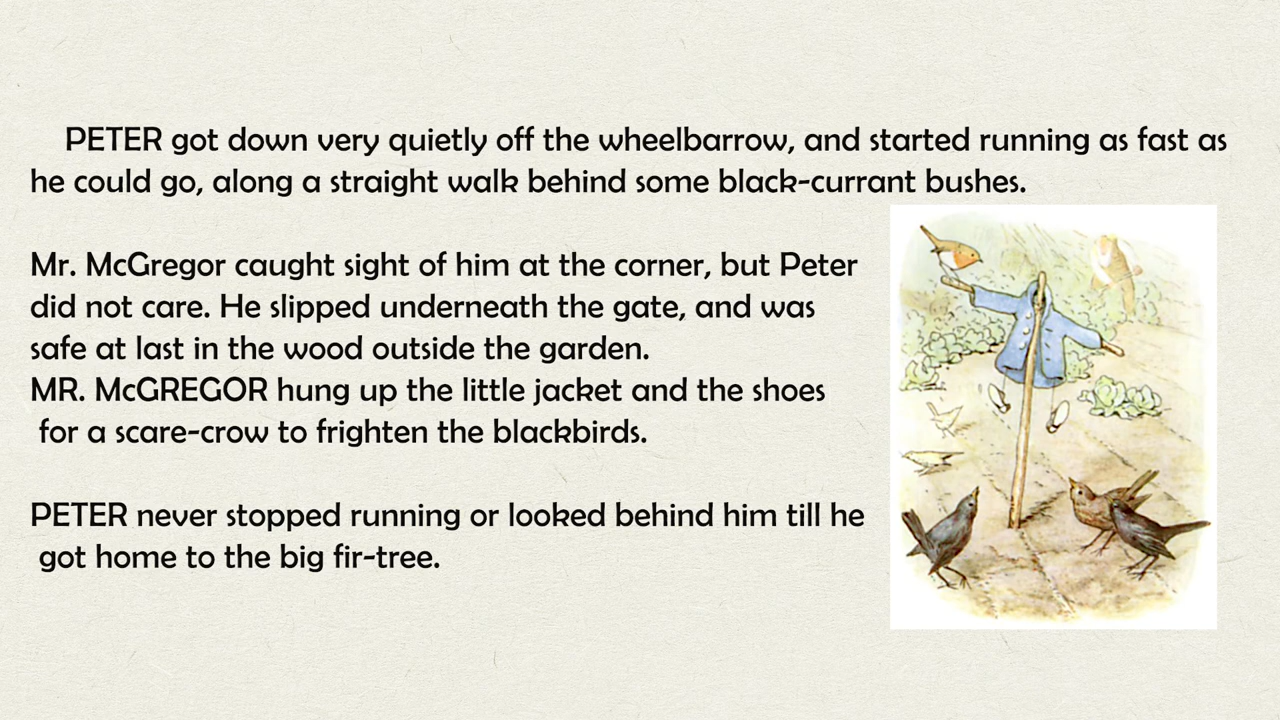 PETER got down very quietly off the wheelbarrow, and started running as fast as
he could go, along a straight walk behind some black-currant bushes.
Mr. McGregor caught sight of him at the corner, but Peter
did not care. He slipped underneath the gate, and was
safe at last in the wood outside the garden.
MR. McGREGOR hung up the little jacket and the shoes
for a scare-crow to frighten the blackbirds.
PETER never stopped running or looked behind him till he
got home to the big fir-tree.